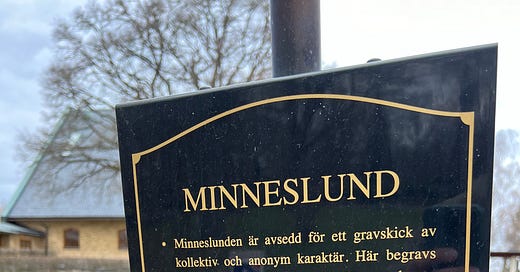 MINNESLUND
• Minneslunden är avsedd för ett gravskick av
kollektiv och anonym karaktär. Här begravs